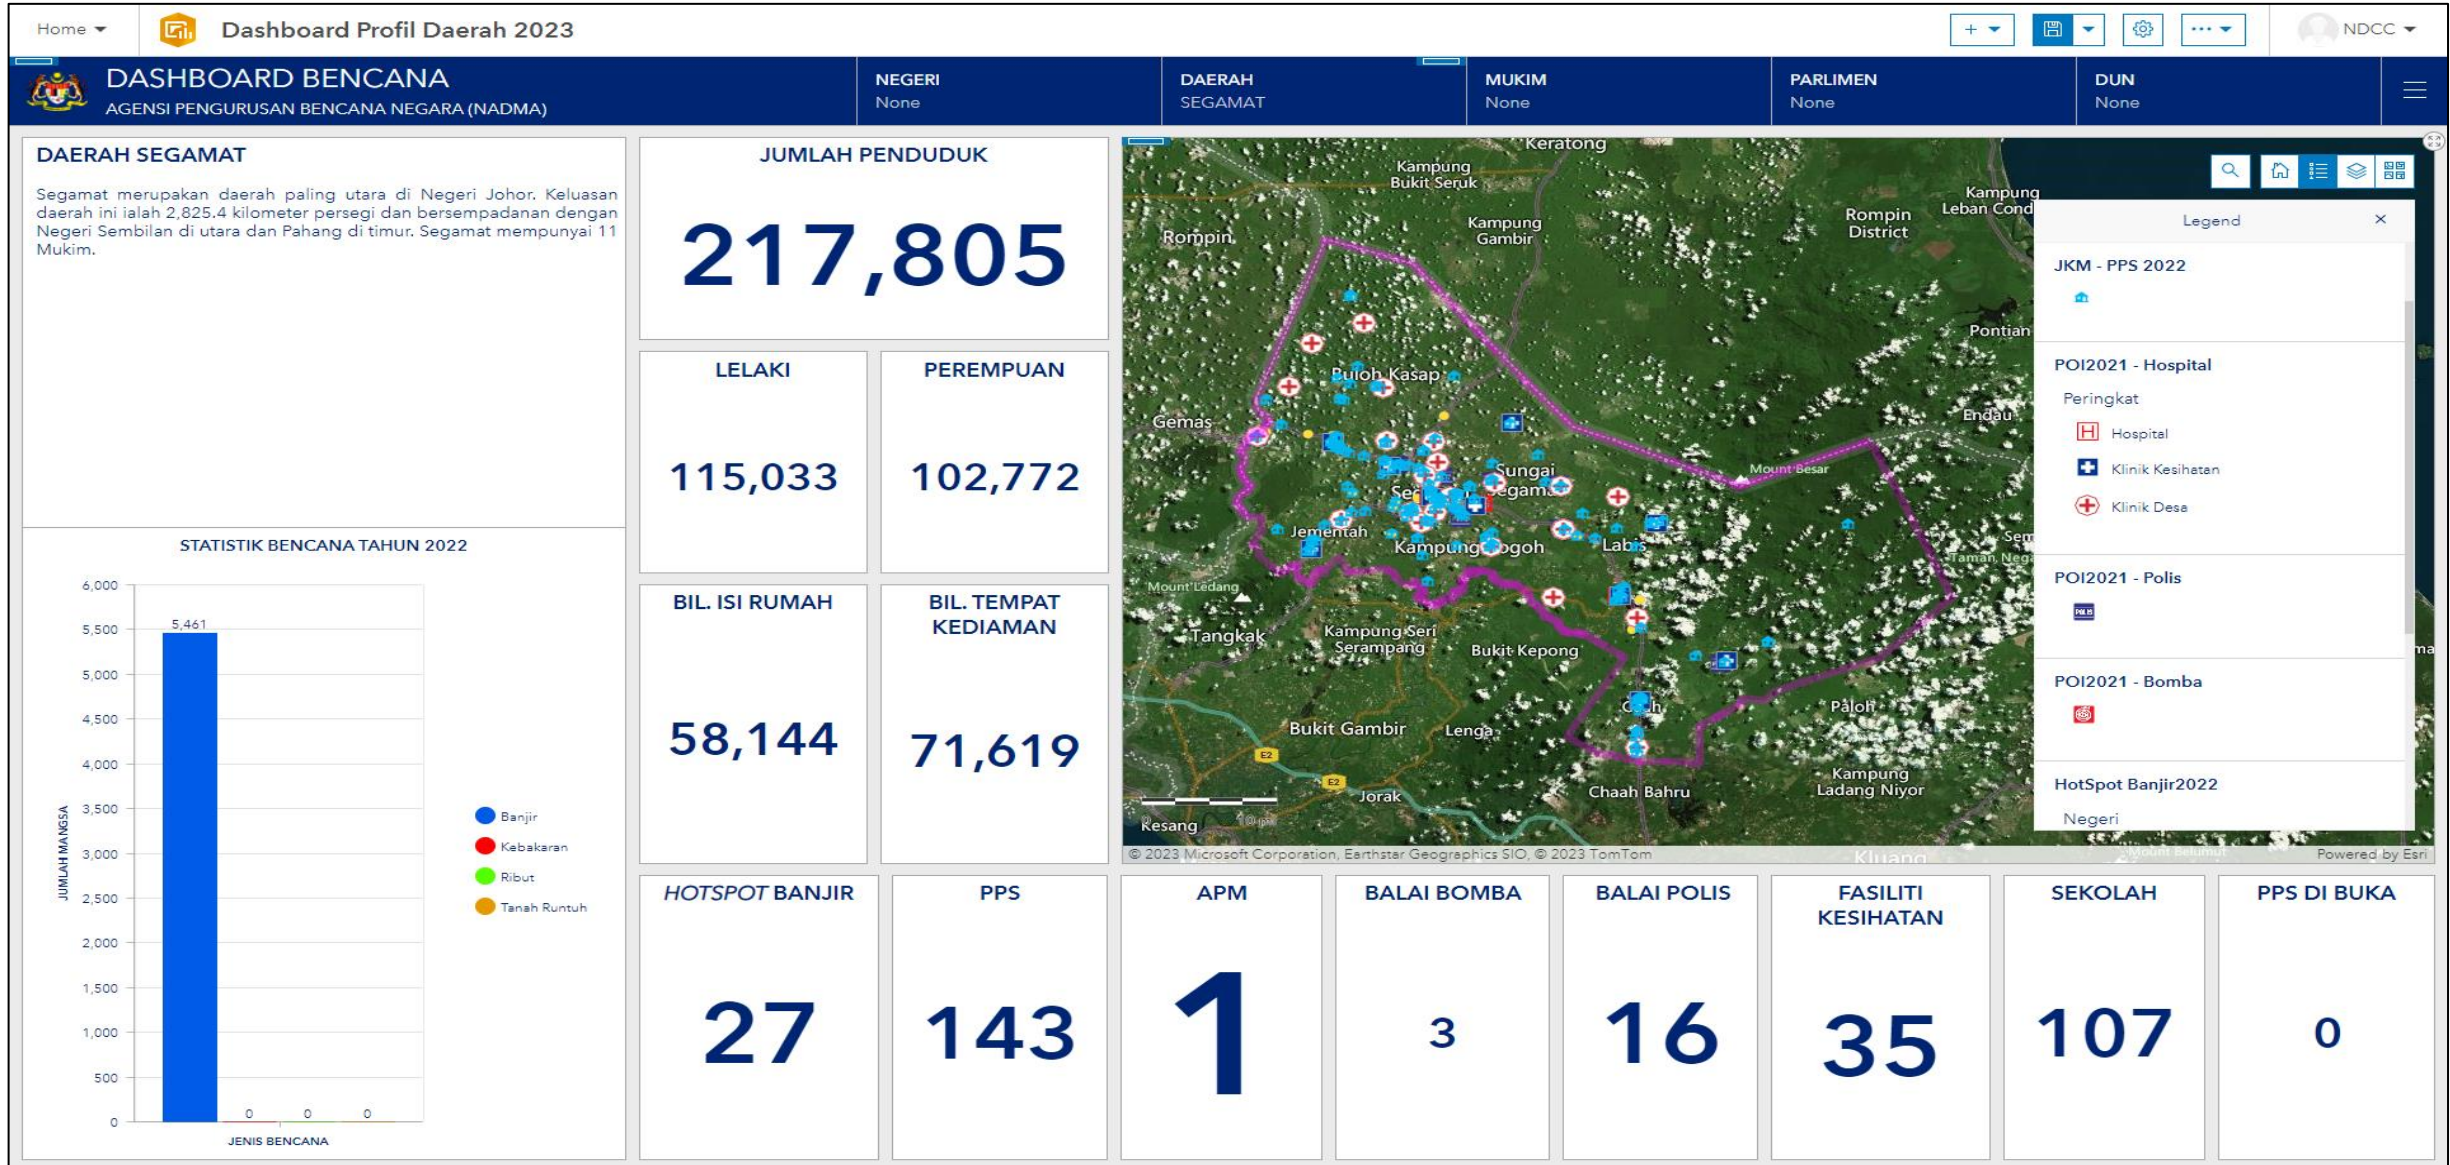 Home
Dashboard Profil Daerah 2023
NDCC
DASHBOARD BENCANA
AGENSI PENGURUSAN BENCANA NEGARA (NADMA)
NEGERI
None
DAERAH
SEGAMAT
MUKIM
None
PARLIMEN
None
DUN
None
DAERAH SEGAMAT
Segamat merupakan daerah paling utara di Negeri Johor. Keluasan
daerah ini ialah 2,825.4 kilometer persegi dan bersempadanan dengan
Negeri Sembilan di utara dan Pahang di timur. Segamat mempunyai 11
Mukim.
STATISTIK BENCANA TAHUN 2022
6,000
5,500
5,000
4,500
4,000
3,500
3,000
2,500
2,000
1,500
1,000
500
0
JUMLAH MANGSA
5,461
0
0
0
JENIS BENCANA
Banjir
Kebakaran
Ribut
Tanah Runtuh
JUMLAH PENDUDUK
217,805
LELAKI
115,033
PEREMPUAN
102,772
BIL. ISI RUMAH
58,144
BIL. TEMPAT
KEDIAMAN
71,619
Keratong
Kampung
Bukit Seruk
Kampung
Gambir
Rompin
Rompin
District
Kampung
Leban Cond
Pontian
Endau
Buloh Kasap
Gemas
Mount Besar
Sungai
Segamat
Jementah
Kampung Pogoh
Labis
Taman Nega
Mount Ledang
Tangkak
Kampung Seri
Serampang
Bukit Kepong
Bukit Gambir
Lenga
Paloh
E2
E2
Jorak
Chaah Bahru
Kampung
Ladang Niyor
Kesang
Kluang
Mount Belumut
© 2023 Microsoft Corporation, Earthstar Geographics SIO, © 2023 TomTom
Powered by Esri
Legend
JKM - PPS 2022
POI2021 - Hospital
Peringkat
H Hospital
Klinik Kesihatan
Klinik Desa
POI2021 - Polis
POLIS
POI2021 - Bomba
HotSpot Banjir2022
Negeri
HOTSPOT BANJIR
27
PPS
143
APM
1
BALAI BOMBA
3
BALAI POLIS
16
FASILITI
KESIHATAN
35
SEKOLAH
107
PPS DI BUKA
0